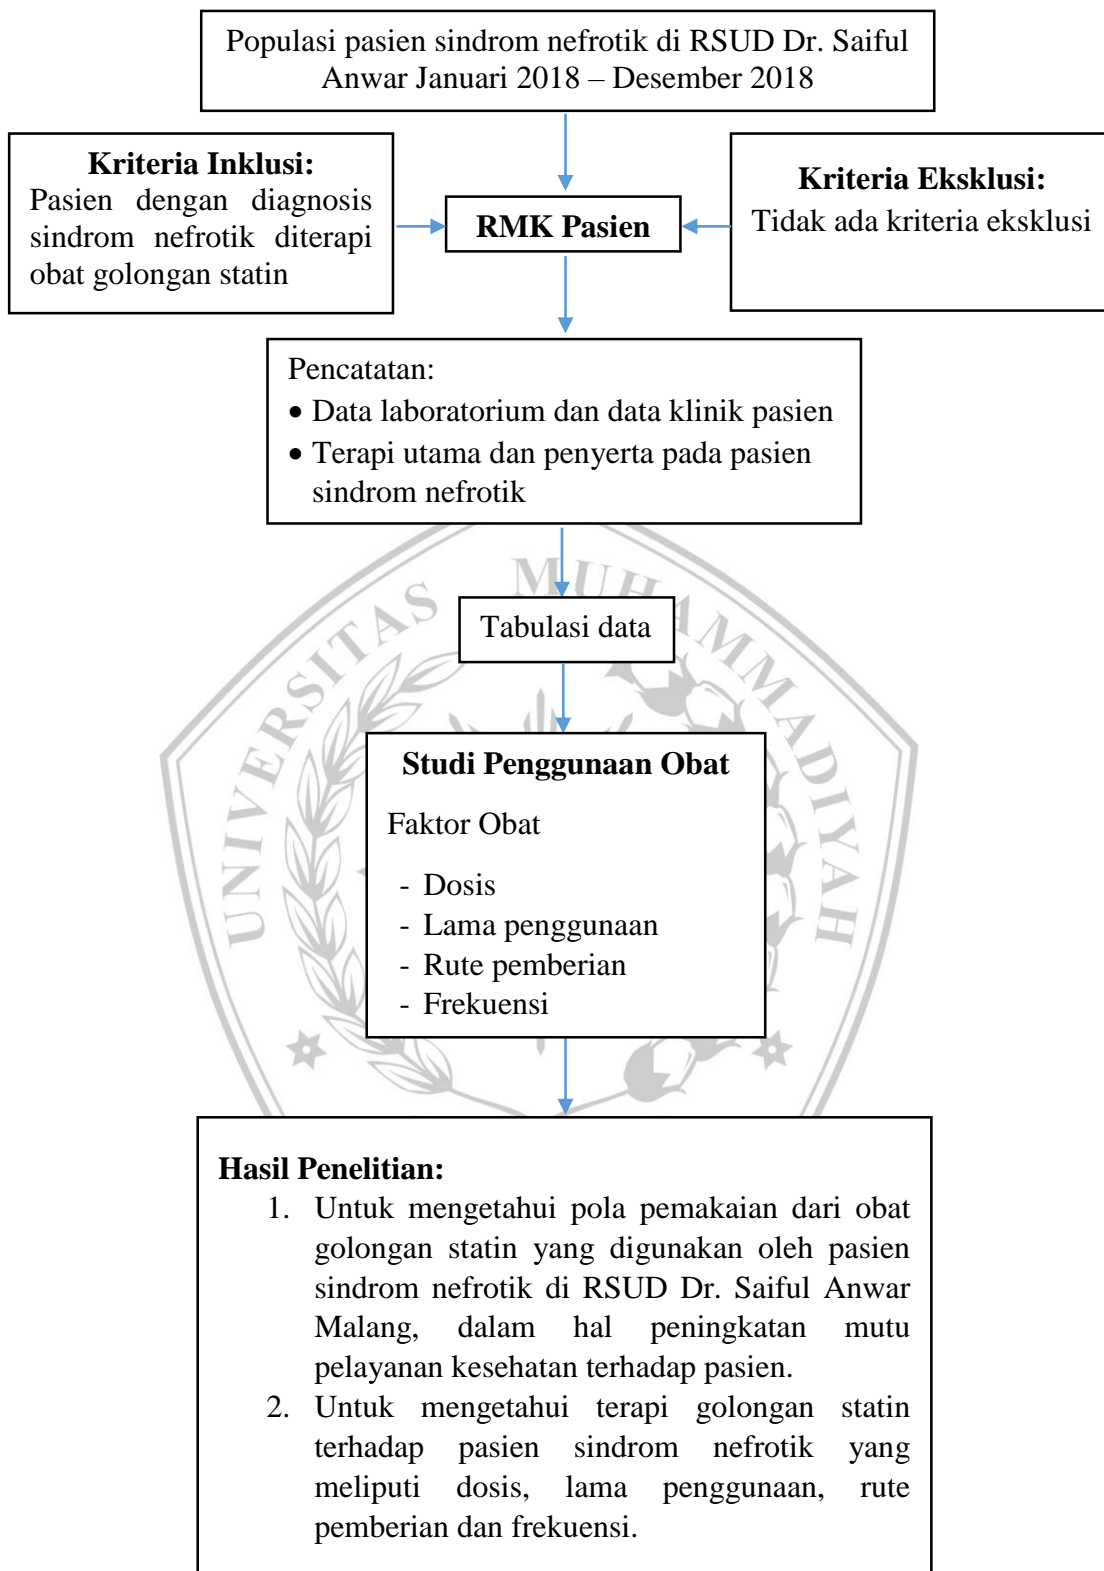 Populasi pasien sindrom nefrotik di RSUD Dr. Saiful
Anwar Januari 2018 – Desember 2018
Kriteria Inklusi:
Pasien dengan diagnosis
sindrom nefrotik diterapi
obat golongan statin
RMK Pasien
Kriteria Eksklusi:
Tidak ada kriteria eksklusi
Pencatatan:
• Data laboratorium dan data klinik pasien
• Terapi utama dan penyerta pada pasien
sindrom nefrotik
UNIVERSITAS MUHAMMADIYAH
Tabulasi data
Studi Penggunaan Obat
Faktor Obat
- Dosis
- Lama penggunaan
- Rute pemberian
- Frekuensi
Hasil Penelitian:
1. Untuk mengetahui pola pemakaian dari obat
golongan statin yang digunakan oleh pasien
sindrom nefrotik di RSUD Dr. Saiful Anwar
Malang, dalam hal peningkatan mutu
pelayanan kesehatan terhadap pasien.
2. Untuk mengetahui terapi golongan statin
terhadap pasien sindrom nefrotik yang
meliputi dosis, lama penggunaan, rute
pemberian dan frekuensi.